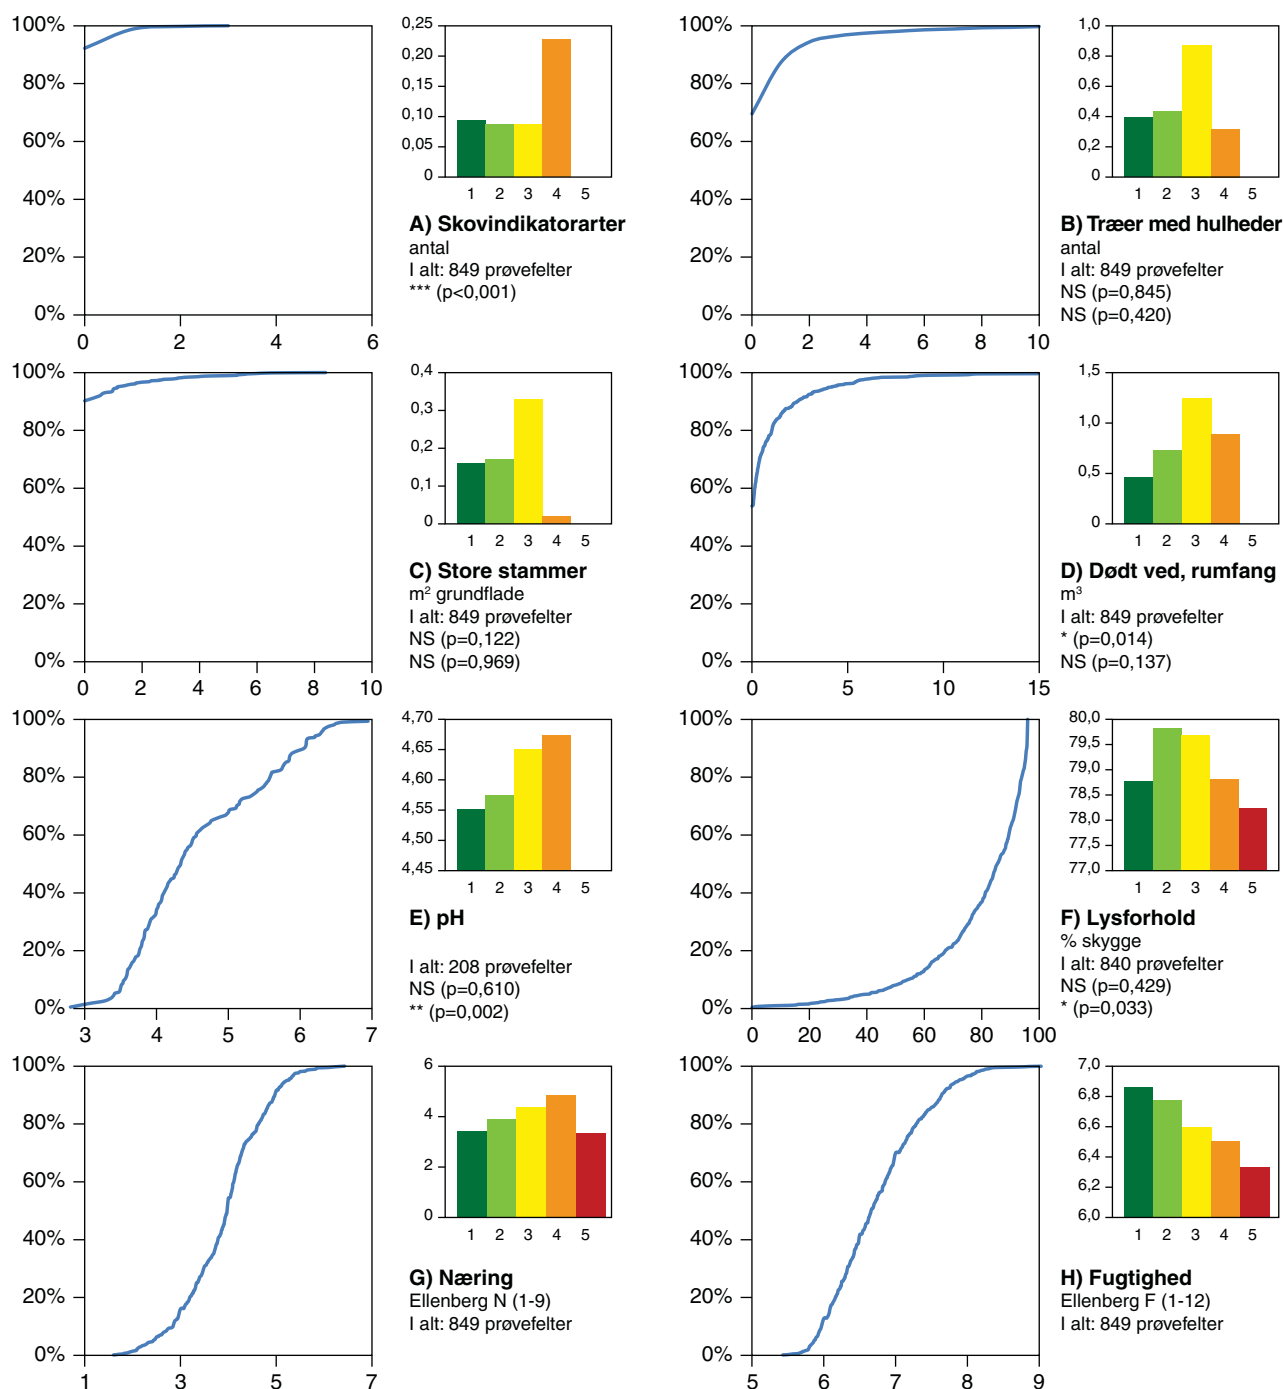 100%
80%
60%
40%
20%
0%
0
2
4
6
0,25
0,25
0,15
0,10
0,05
0
1 2 3 4 5
A) Skovindikatorarter
antal
I alt: 849 prøvefelter
*** (p<0,001)
100%
80%
60%
40%
20%
0%
0 2 4 6 8 10
1,0
0,8
0,6
0,4
0,2
0
1 2 3 4 5
B) Træer med hulheder
antal
I alt: 849 prøvefelter
NS (p=0,845)
NS (p=0,420)
100%
80%
60%
40%
20%
0%
0 2 4 6 8 10
0,4
0,3
0,2
0,1
0
1 2 3 4 5
C) Store stammer
m² grundflade
I alt: 849 prøvefelter
NS (p=0,122)
NS (p=0,969)
100%
80%
60%
40%
20%
0%
0 5 10 15
1,5
1,0
0,5
0
1 2 3 4 5
D) Dødt ved, rumfang
m³
I alt: 849 prøvefelter
* (p=0,014)
NS (p=0,137)
100%
80%
60%
40%
20%
0%
3 4 5 6 7
4,70
4,65
4,60
4,55
4,50
4,45
1 2 3 4 5
E) pH
I alt: 208 prøvefelter
NS (p=0,610)
** (p=0,002)
100%
80%
60%
40%
20%
0%
0 20 40 60 80 100
80,0
79,5
79,0
78,5
78,0
77,5
77,0
1 2 3 4 5
F) Lysforhold
% skygge
I alt: 840 prøvefelter
NS (p=0,429)
* (p=0,033)
100%
80%
60%
40%
20%
0%
1 3 5 7
6
4
2
0
1 2 3 4 5
G) Næring
Ellenberg N (1-9)
I alt: 849 prøvefelter
100%
80%
60%
40%
20%
0%
5 6 7 8 9
7,0
6,8
6,6
6,4
6,2
6,0
1 2 3 4 5
H) Fugtighed
Ellenberg F (1-12)
I alt: 849 prøvefelter